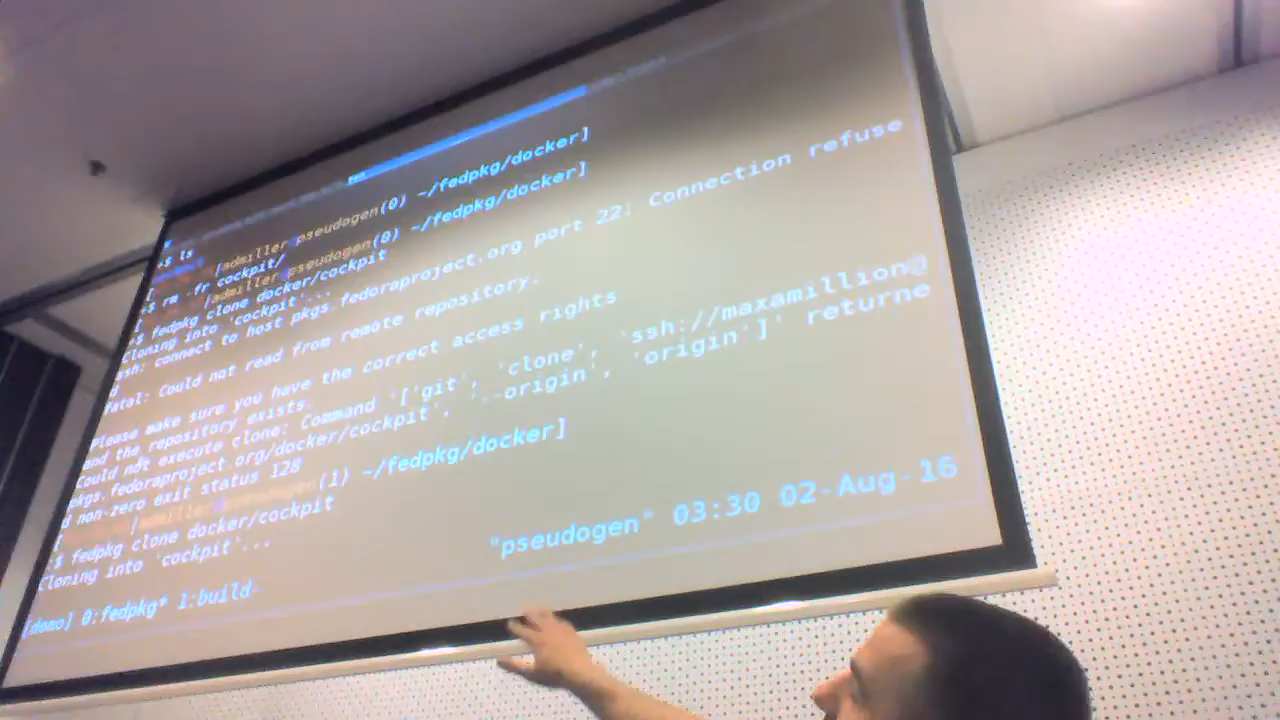 $ ls
[admiller pseudogen(0) ~/fedpkg/docker]
$ rm -fr cockpit/
[admiller pseudogen(0) ~/fedpkg/docker]
$ fedpkg clone docker/cockpit
Cloning into 'cockpit'...
ssh: connect to host pkgs.fedoraproject.org port 22: Connection refuse
d
fatal: Could not read from remote repository.
Please make sure you have the correct access rights
and the repository exists.
Could not execute clone: Command '['git', 'clone', 'ssh://maxamillion@
pkgs.fedoraproject.org/docker/cockpit', '--origin', 'origin']' returne
d non-zero exit status 128
[admiller pseudogen(1) ~/fedpkg/docker]
$ fedpkg clone docker/cockpit
Cloning into 'cockpit'...
[demo] 0:fedpkg* 1:build- "pseudogen" 03:30 02-Aug-16